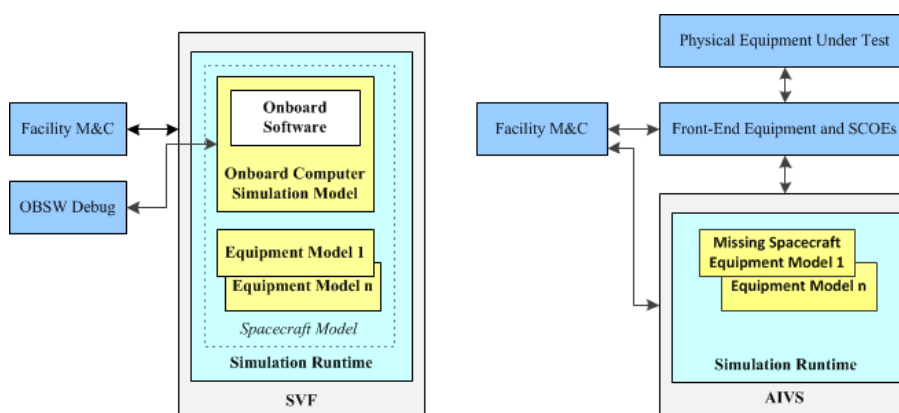 Facility M&C
OBSW Debug
Onboard
Software
Onboard Computer
Simulation Model
Equipment Model 1
Equipment Model n
Spacecraft Model
Simulation Runtime
SVF
Physical Equipment Under Test
Facility M&C
Front-End Equipment and SCOEs
Missing Spacecraft
Equipment Model 1
Equipment Model n
Simulation Runtime
AIVS